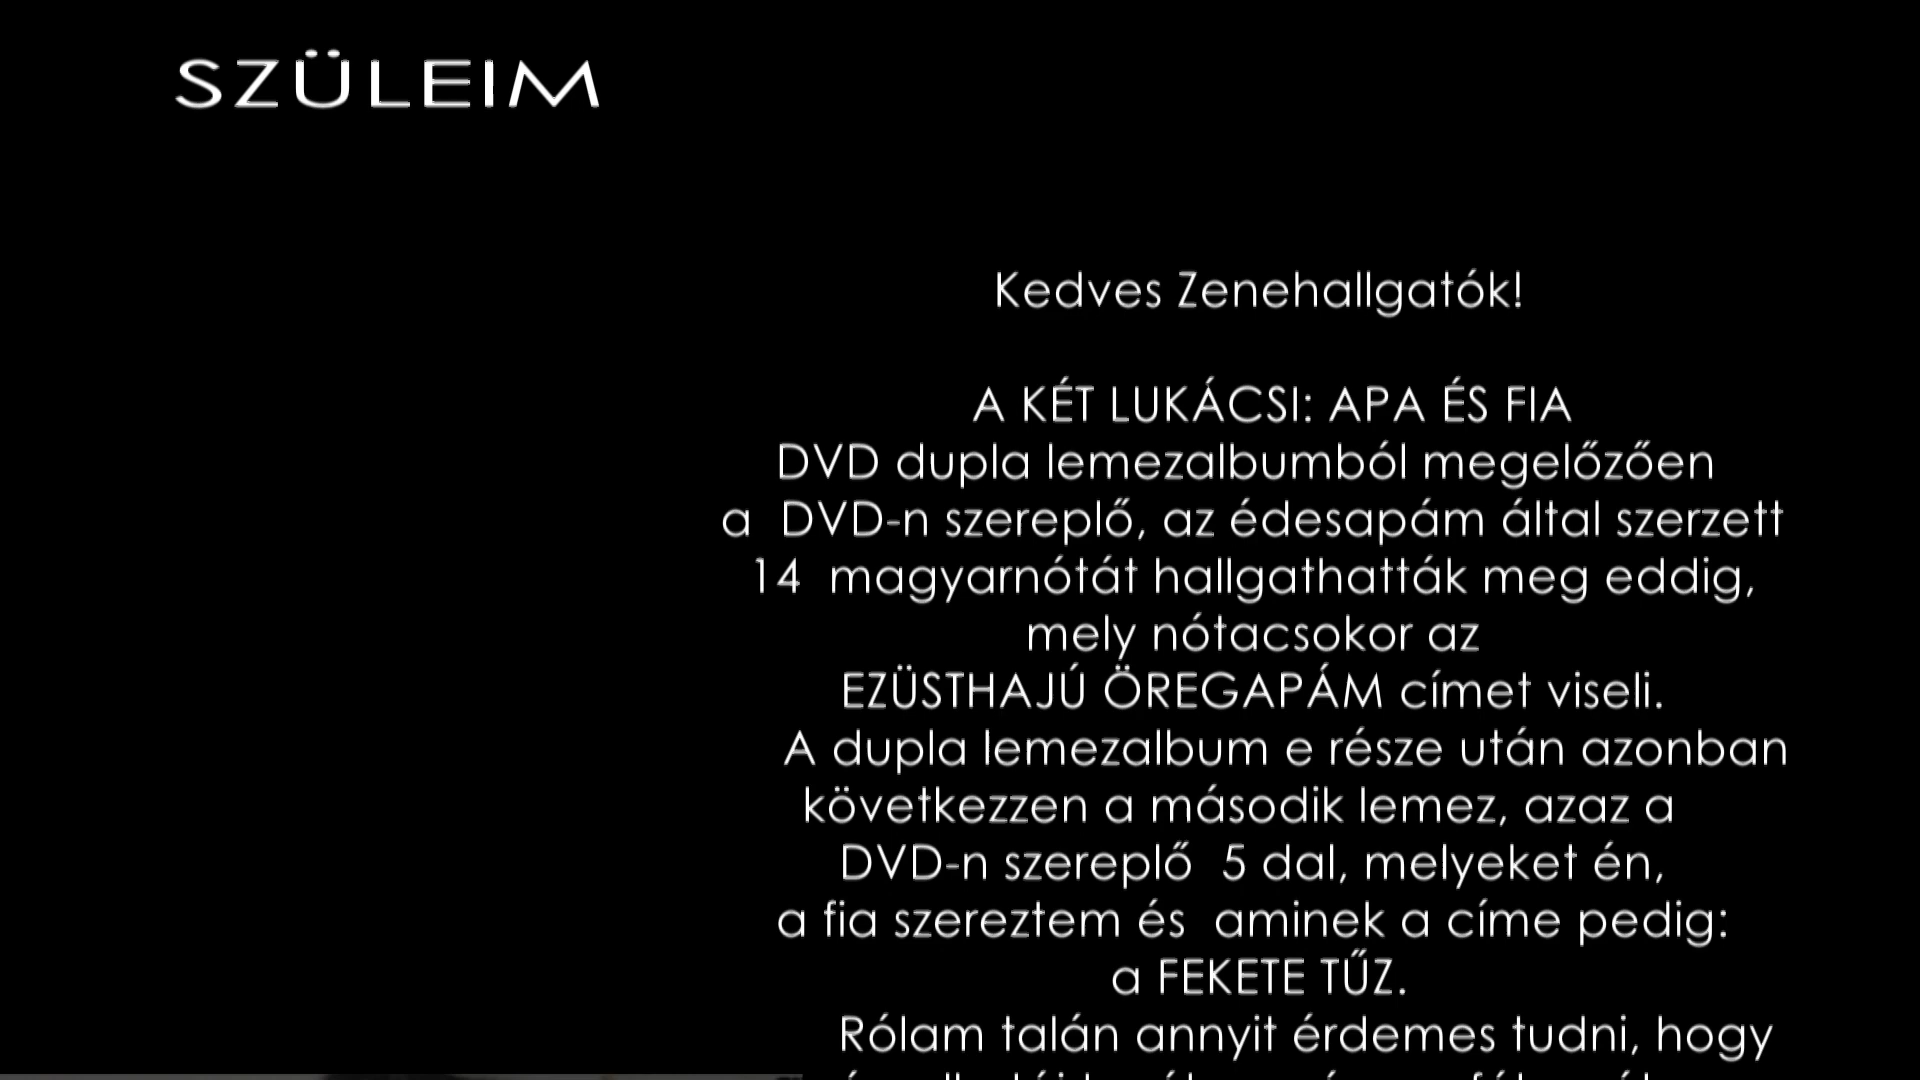 SZÜLEIM
Kedves Zenehallgatók!
A KÉT LUKÁCSI: APA ÉS FIA
DVD dupla lemezalbumból megelőzően
a DVD-n szereplő, az édesapám által szerzett
14 magyarnótát hallgathatták meg eddig,
mely nótacsokor az
EZÜSTHAJÚ ÖREGAPÁM címet viseli.
A dupla lemezalbum e része után azonban
következzen a második lemez, azaz a
DVD-n szereplő 5 dal, melyeket én,
a fia szereztem és aminek a címe pedig:
a FEKETE TŰZ.
Rólam talán annyit érdemes tudni, hogy